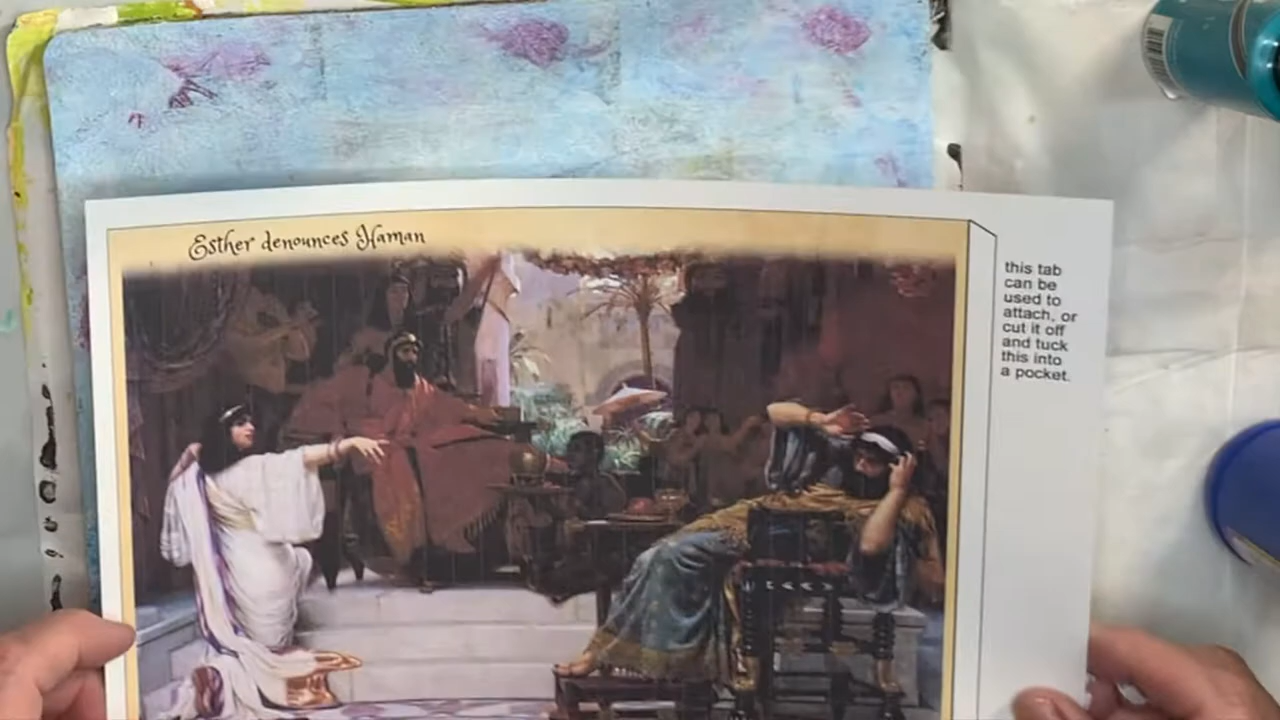 Esther denounces Haman
this tab
can be
used to
attach, or
cut it off
and tuck
this into
a pocket.